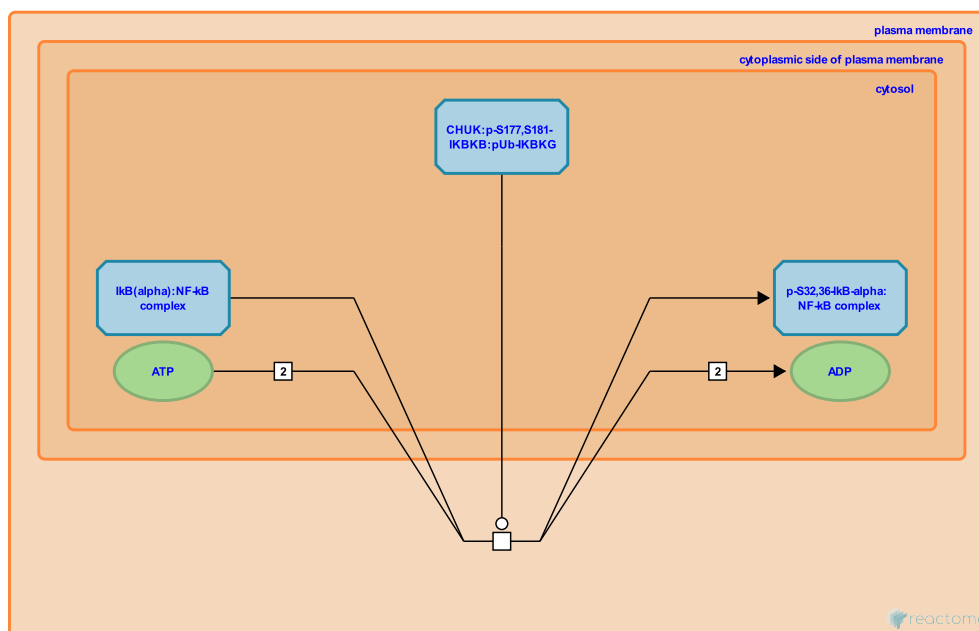 plasma membrane
cytoplasmic side of plasma membrane
cytosol
CHUK:p-S177,S181-
IKBKB:pUb-IKBKG
IkB(alpha):NF-kB
complex
p-S32,36-IkB-alpha:
NF-kB complex
ATP
2
2
ADP
reactom